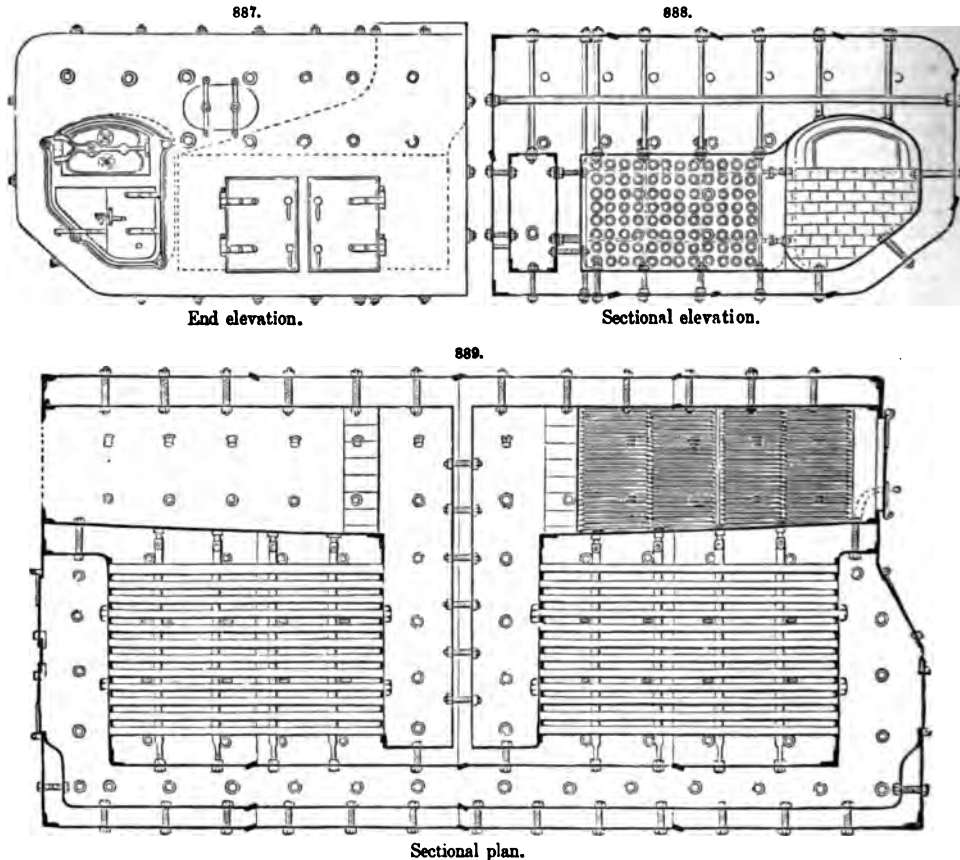 887.
888.
End elevation.
Sectional elevation.
889.
Sectional plan.